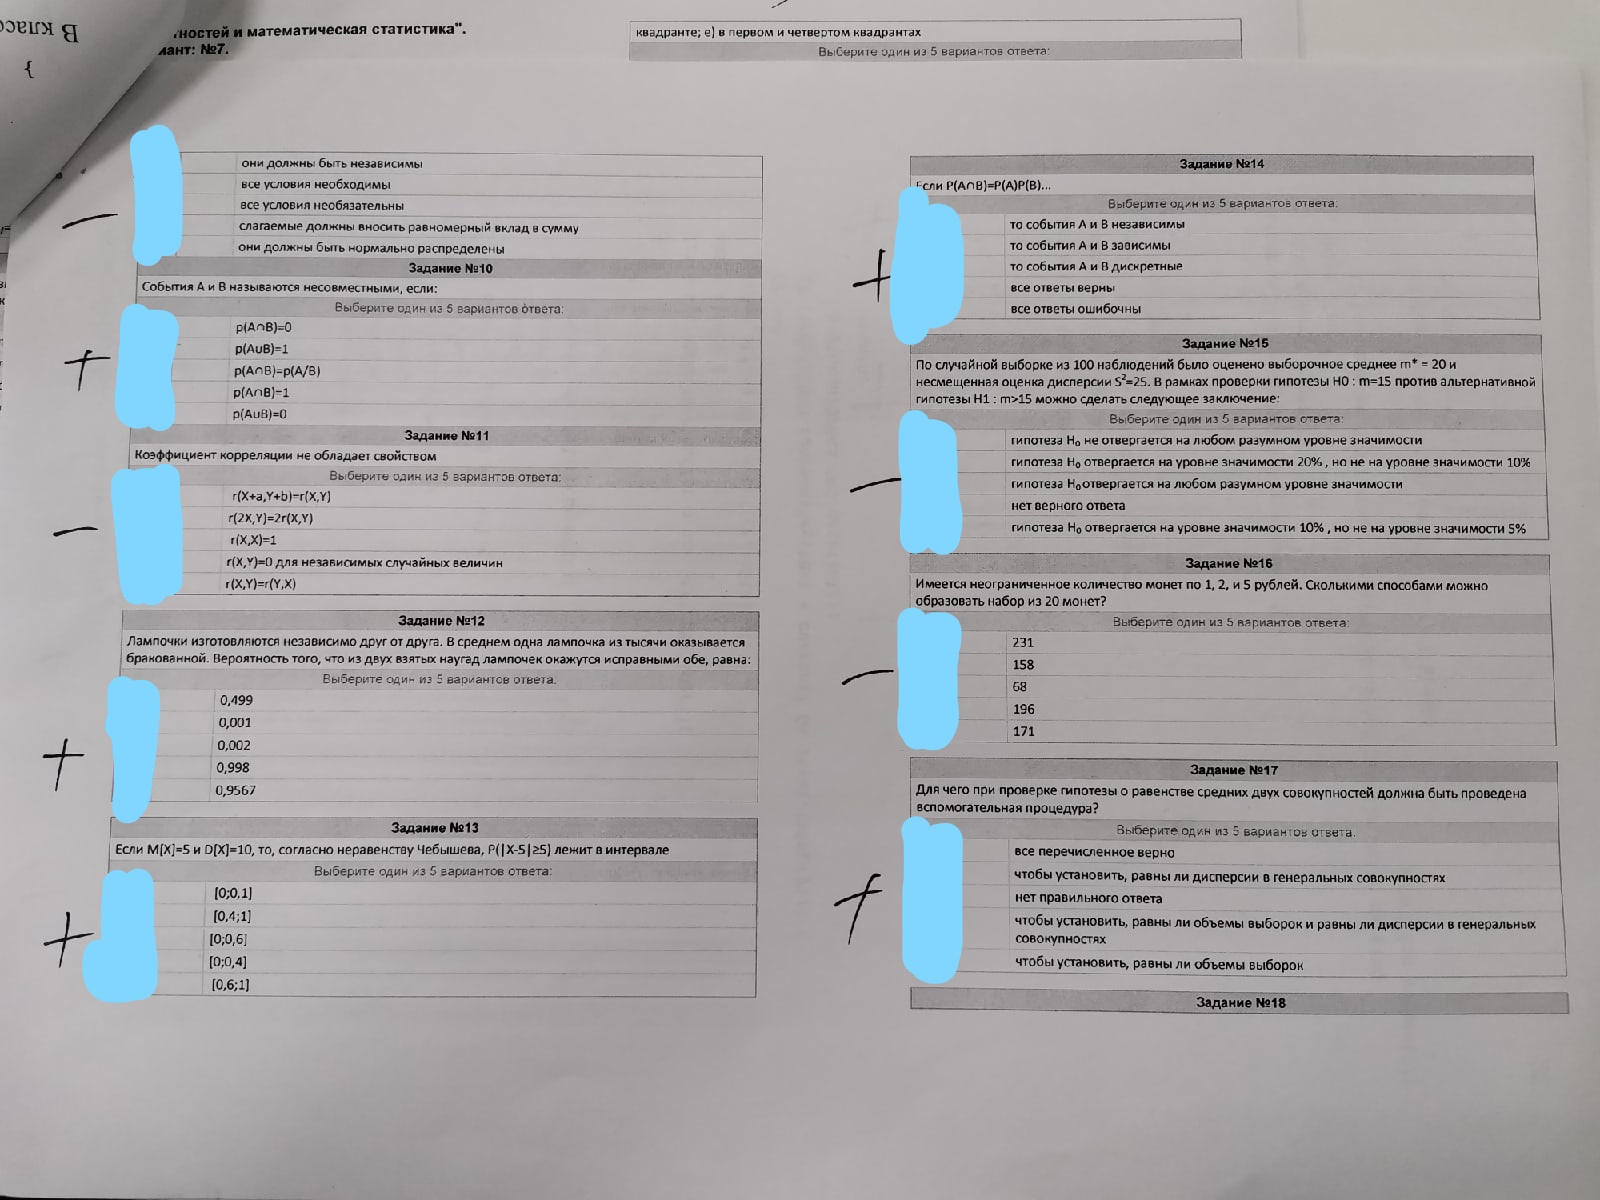 В клас
}
ностей и математическая статистика".
иант: №7.
квадранте; е) в первом и четвертом квадрантах
Выберите один из 5 вариантов ответа:
они должны быть независимы
все условия необходимы
все условия необязательны
слагаемые должны вносить равномерный вклад в сумму
они должны быть нормально распределены
Задание №10
События А и В называются несовместными, если:
Выберите один из 5 вариантов ответа:
p(A∩B)=0
p(A∪B)=1
p(A∩B)=p(A/B)
p(A∩B)=1
p(A∪B)=0
Задание №11
Коэффициент корреляции не обладает свойством
Выберите один из 5 вариантов ответа:
r(X+a,Y+b)=r(X,Y)
r(2X,Y)=2r(X,Y)
r(X,X)=1
r(X,Y)=0 для независимых случайных величин
r(X,Y)=r(Y,X)
Задание №12
Лампочки изготовляются независимо друг от друга. В среднем одна лампочка из тысячи оказывается
бракованной. Вероятность того, что из двух взятых наугад лампочек окажутся исправными обе, равна:
Выберите один из 5 вариантов ответа:
0,499
0,001
0,002
0,998
0,9567
Задание №13
Если M[X]=5 и D[X]=10, то, согласно неравенству Чебышева, P(|X-5|≥5) лежит в интервале
Выберите один из 5 вариантов ответа:
[0;0,1]
[0,4;1]
[0;0,6]
[0;0,4]
[0,6;1]
Задание №14
Если P(A∩B)=P(A)P(B)...
Выберите один из 5 вариантов ответа:
то события А и В независимы
то события А и В зависимы
то события А и В дискретные
все ответы верны
все ответы ошибочны
Задание №15
По случайной выборке из 100 наблюдений было оценено выборочное среднее m* = 20 и
несмещенная оценка дисперсии S²=25. В рамках проверки гипотезы H0 : m=15 против альтернативной
гипотезы H1 : m>15 можно сделать следующее заключение:
Выберите один из 5 вариантов ответа:
гипотеза H₀ не отвергается на любом разумном уровне значимости
гипотеза H₀ отвергается на уровне значимости 20% , но не на уровне значимости 10%
гипотеза H₀отвергается на любом разумном уровне значимости
нет верного ответа
гипотеза H₀ отвергается на уровне значимости 10% , но не на уровне значимости 5%
Задание №16
Имеется неограниченное количество монет по 1, 2, и 5 рублей. Сколькими способами можно
образовать набор из 20 монет?
Выберите один из 5 вариантов ответа:
231
158
68
196
171
Задание №17
Для чего при проверке гипотезы о равенстве средних двух совокупностей должна быть проведена
вспомогательная процедура?
Выберите один из 5 вариантов ответа:
все перечисленное верно
чтобы установить, равны ли дисперсии в генеральных совокупностях
нет правильного ответа
чтобы установить, равны ли объемы выборок и равны ли дисперсии в генеральных
совокупностях
чтобы установить, равны ли объемы выборок
Задание №18